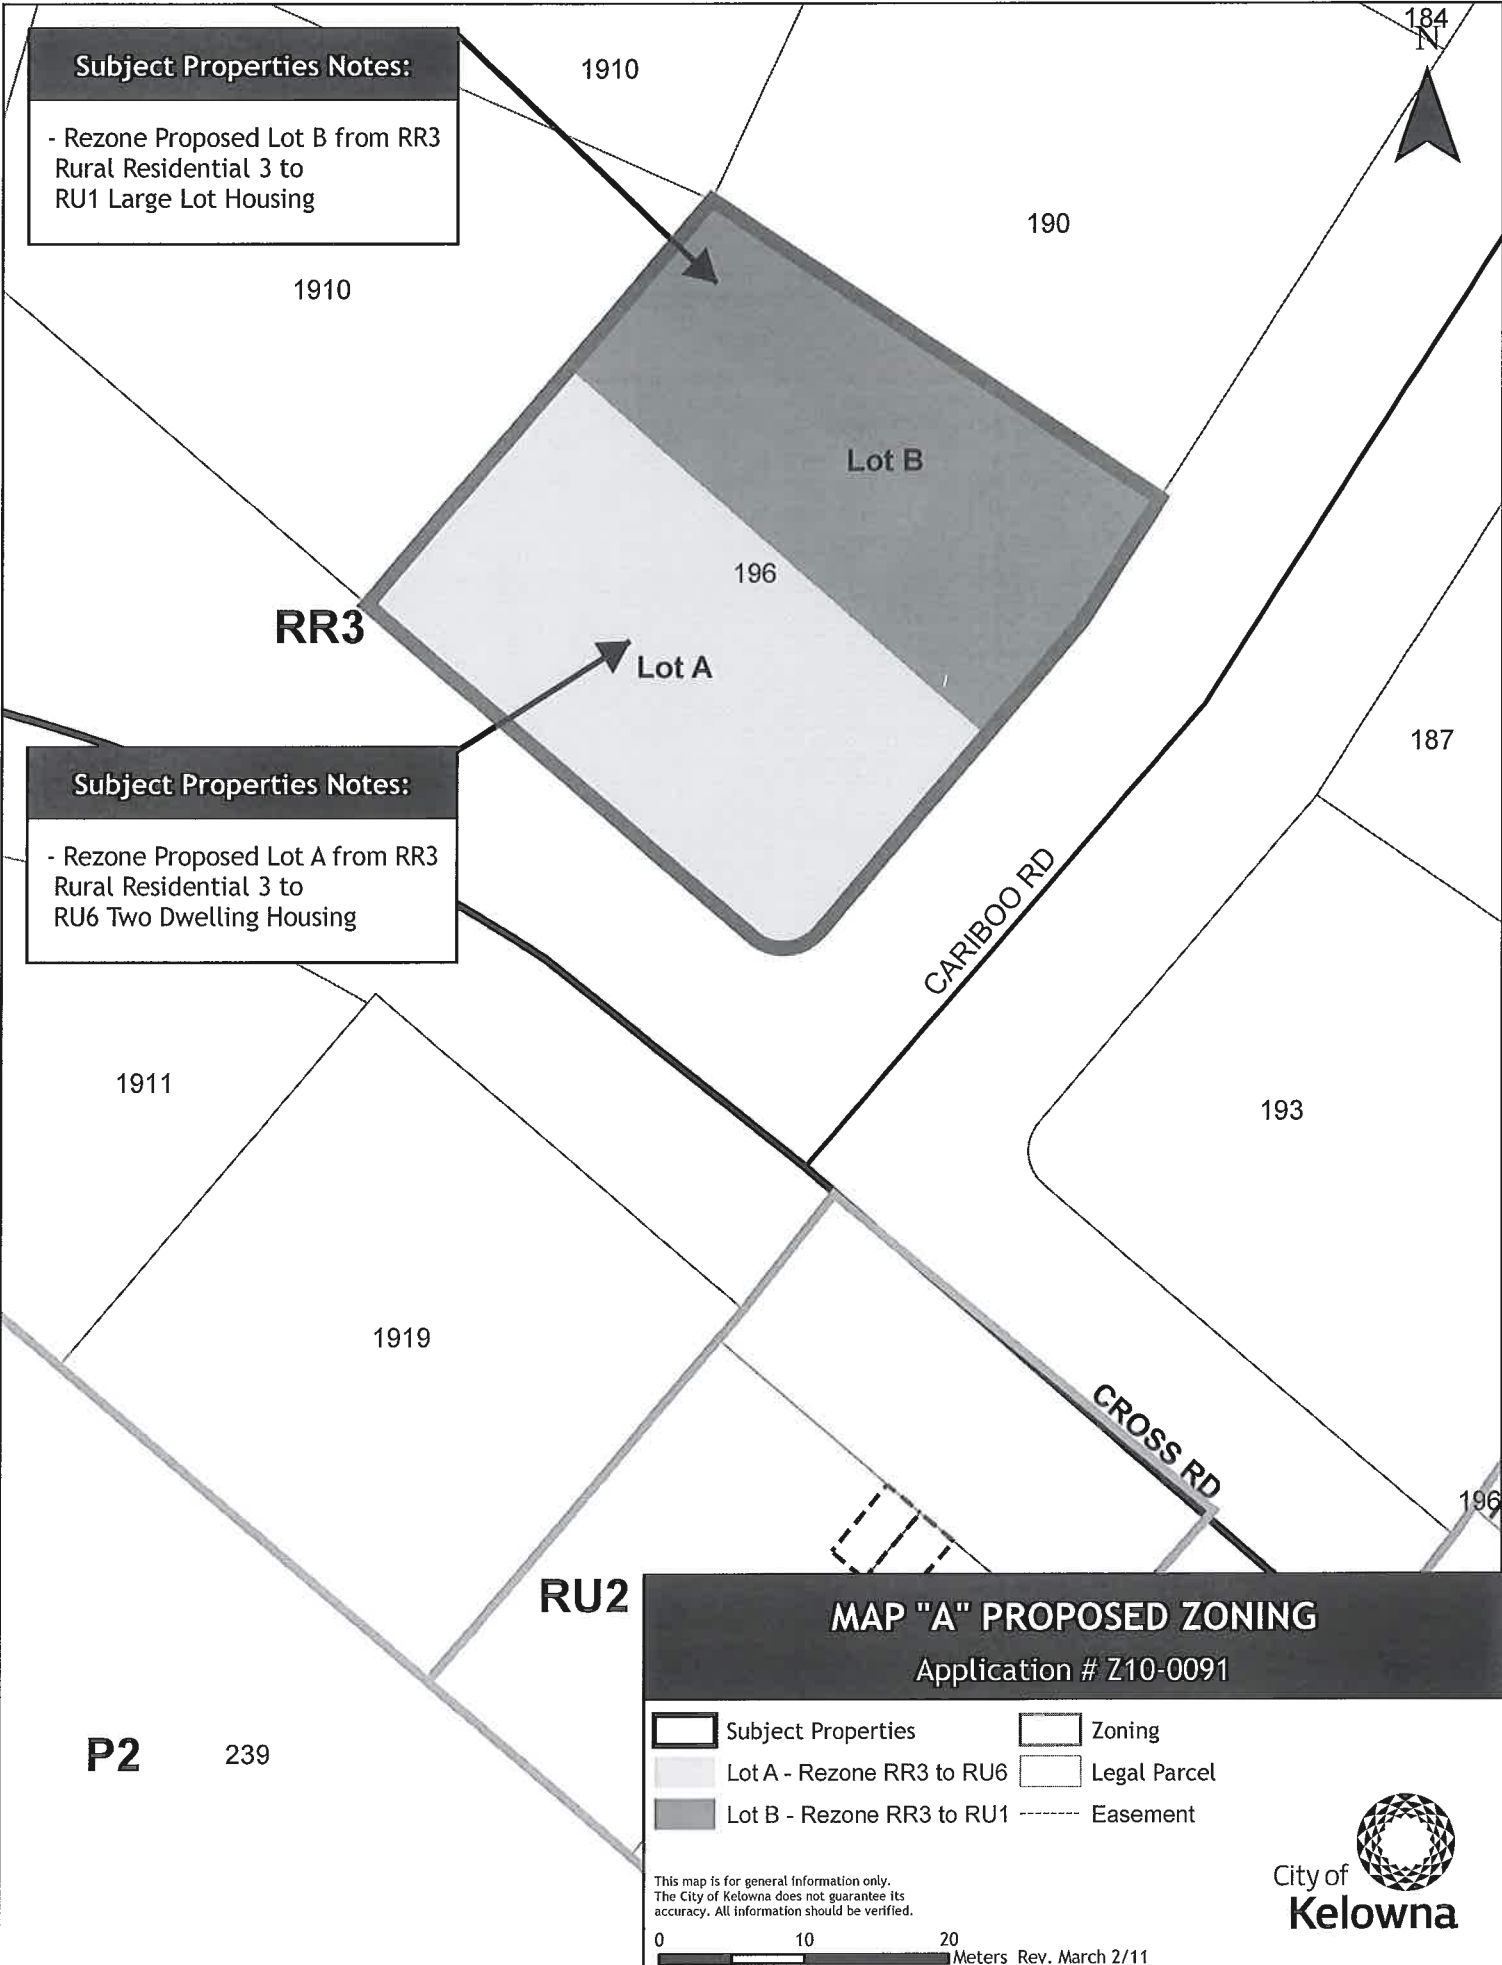 184
N
Subject Properties Notes:
- Rezone Proposed Lot B from RR3
Rural Residential 3 to
RU1 Large Lot Housing
1910
190
1910
Lot B
196
RR3
Lot A
187
Subject Properties Notes:
- Rezone Proposed Lot A from RR3
Rural Residential 3 to
RU6 Two Dwelling Housing
CARIBOO RD
1911
193
1919
CROSS RD
196
RU2
P2
239
MAP "A" PROPOSED ZONING
Application # Z10-0091
Subject Properties
Zoning
Lot A - Rezone RR3 to RU6
Legal Parcel
Lot B - Rezone RR3 to RU1
Easement
This map is for general information only.
The City of Kelowna does not guarantee its
accuracy. All information should be verified.
City of
Kelowna
0 10 20
Meters Rev. March 2/11